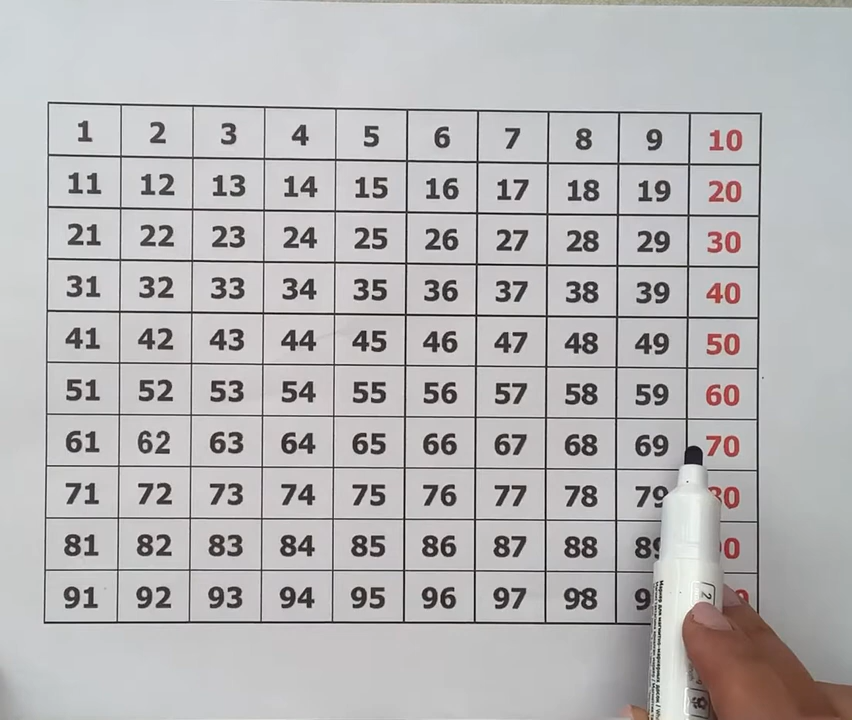 1 2 3 4 5 6 7 8 9 10
11 12 13 14 15 16 17 18 19 20
21 22 23 24 25 26 27 28 29 30
31 32 33 34 35 36 37 38 39 40
41 42 43 44 45 46 47 48 49 50
51 52 53 54 55 56 57 58 59 60
61 62 63 64 65 66 67 68 69 70
71 72 73 74 75 76 77 78 79
81 82 83 84 85 86 87 88 89
91 92 93 94 95 96 97 98